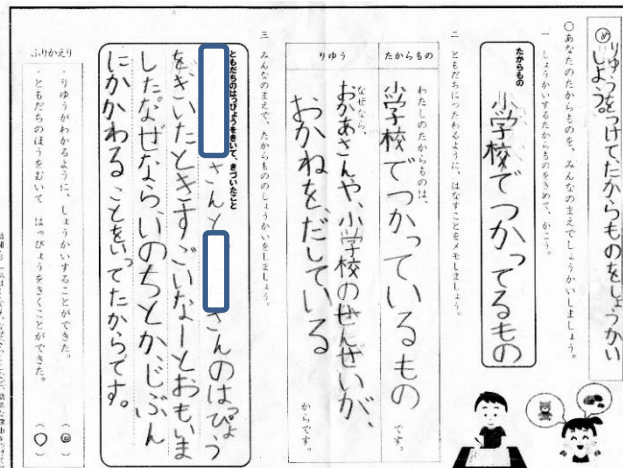 めりゆうをつけて、たからものをしょうかい
しよう。
○あなたのたからものを、みんなのまえでしょうかいしましょう。
一 しょうかいするたからものをきめて、かこう。
たからもの
小学校でつかってるもの
二 ともだちにつたわるように、はなすことをメモしましょう。
たからもの
わたしのたからものは、
小学校でつかっているもの
です。
りゆう
なぜなら、
おかあさんや、小学校のせんせいが、
おかねを、だしている
からです。
三 みんなのまえで、たからもののしょうかいをしましょう。
ともだちのはっぴょうをきいて、きづいたこと
さんと さんのはぴょう
をきいたときすごいなーとおもいま
した。なぜなら、いのちとか、じぶん
にかかわることをいってたからです。
ふりかえり
・りゆうがわかるように、しょうかいすることができた。 (◎)
・ともだちのほうをむいて はっぴょうをきくことができた。 (○)